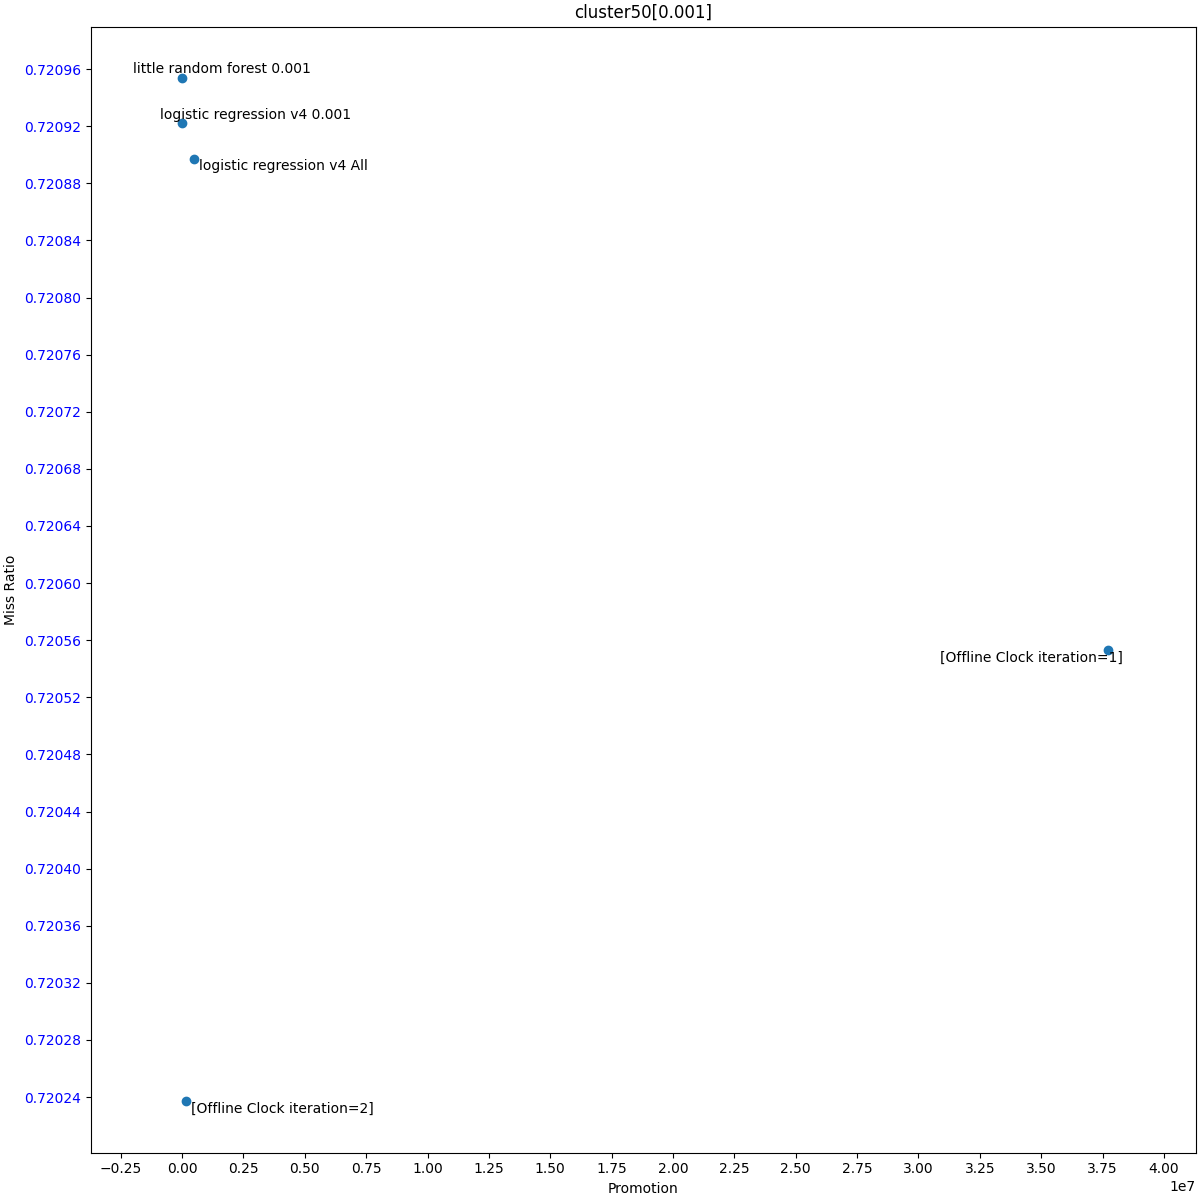 cluster50[0.001]
0.72096
0.72092
0.72088
0.72084
0.72080
0.72076
0.72072
0.72068
0.72064
0.72060
0.72056
0.72052
0.72048
0.72044
0.72040
0.72036
0.72032
0.72028
0.72024
Miss Ratio
little random forest 0.001
logistic regression v4 0.001
logistic regression v4 All
[Offline Clock iteration=1]
[Offline Clock iteration=2]
−0.25 0.00 0.25 0.50 0.75 1.00 1.25 1.50 1.75 2.00 2.25 2.50 2.75 3.00 3.25 3.50 3.75 4.00
1e7
Promotion